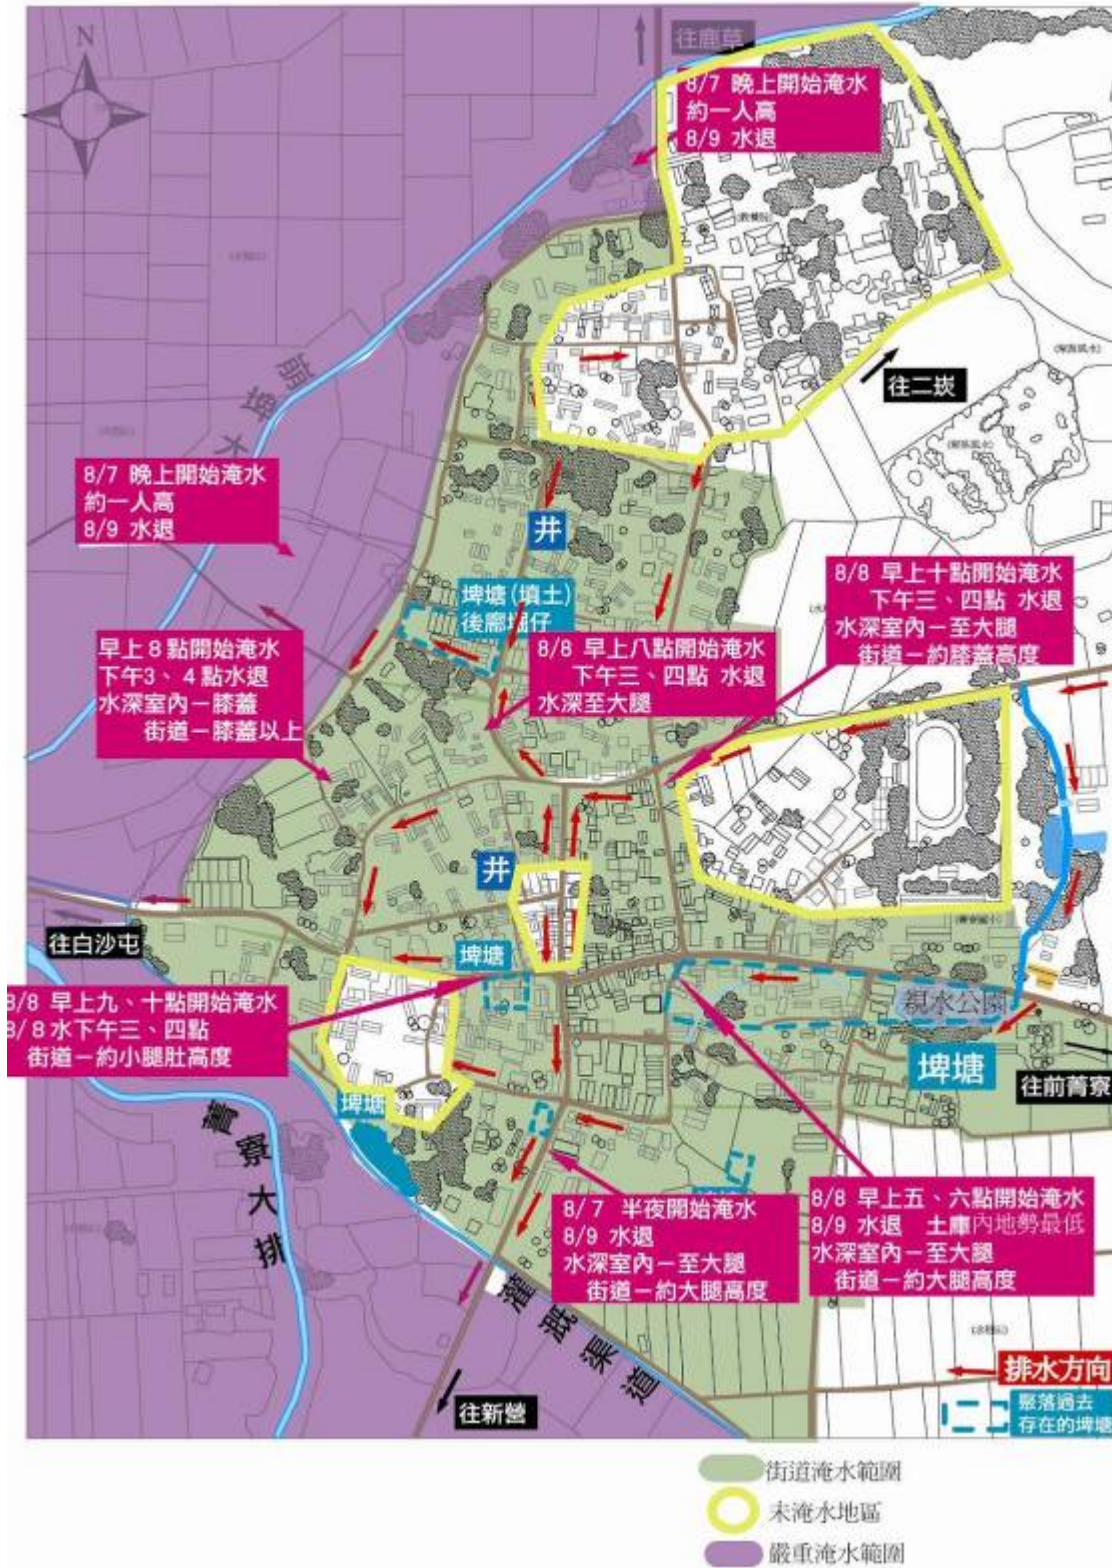 N
往鹿草
8/7 晚上開始淹水
約一人高
8/9 水退
往二崁
8/7 晚上開始淹水
約一人高
8/9 水退
井
埤塘(填土)
後廍堀仔
8/8 早上十點開始淹水
下午三、四點 水退
水深室內－至大腿
街道－約膝蓋高度
早上8點開始淹水
下午3、4點水退
水深室內－膝蓋
街道－膝蓋以上
8/8 早上八點開始淹水
下午三、四點 水退
水深至大腿
井
往白沙屯
埤塘
8/8 早上九、十點開始淹水
8/8水下午三、四點
街道－約小腿肚高度
親水公園
埤塘
往前菁寮
埤塘
菁寮大排
8/7 半夜開始淹水
8/9 水退
水深室內－至大腿
街道－約大腿高度
8/8 早上五、六點開始淹水
8/9 水退 土庫內地勢最低
水深室內－至大腿
街道－約大腿高度
灌溉渠道
往新營
排水方向
聚落過去
存在的埤塘
街道淹水範圍
未淹水地區
嚴重淹水範圍